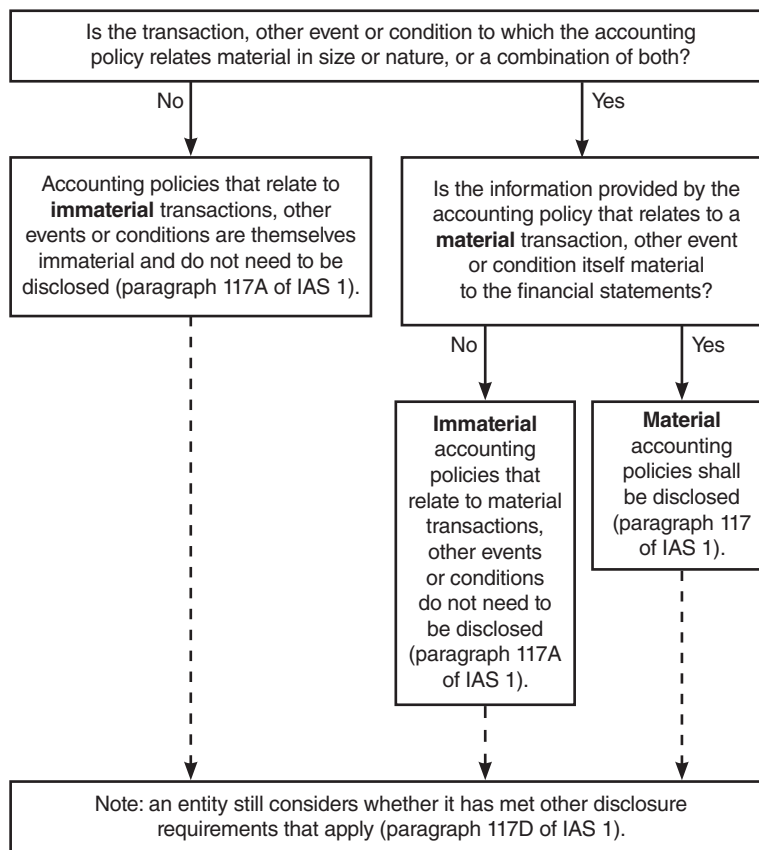 Is the transaction, other event or condition to which the accounting
policy relates material in size or nature, or a combination of both?
No
Yes
Accounting policies that relate to
immaterial transactions, other
events or conditions are themselves
immaterial and do not need to be
disclosed (paragraph 117A of IAS 1).
Is the information provided by the
accounting policy that relates to a
material transaction, other event
or condition itself material
to the financial statements?
No
Yes
Immaterial
accounting
policies that
relate to material
transactions,
other events
or conditions
do not need to
be disclosed
(paragraph 117A
of IAS 1).
Material
accounting
policies shall
be disclosed
(paragraph 117
of IAS 1).
Note: an entity still considers whether it has met other disclosure
requirements that apply (paragraph 117D of IAS 1).